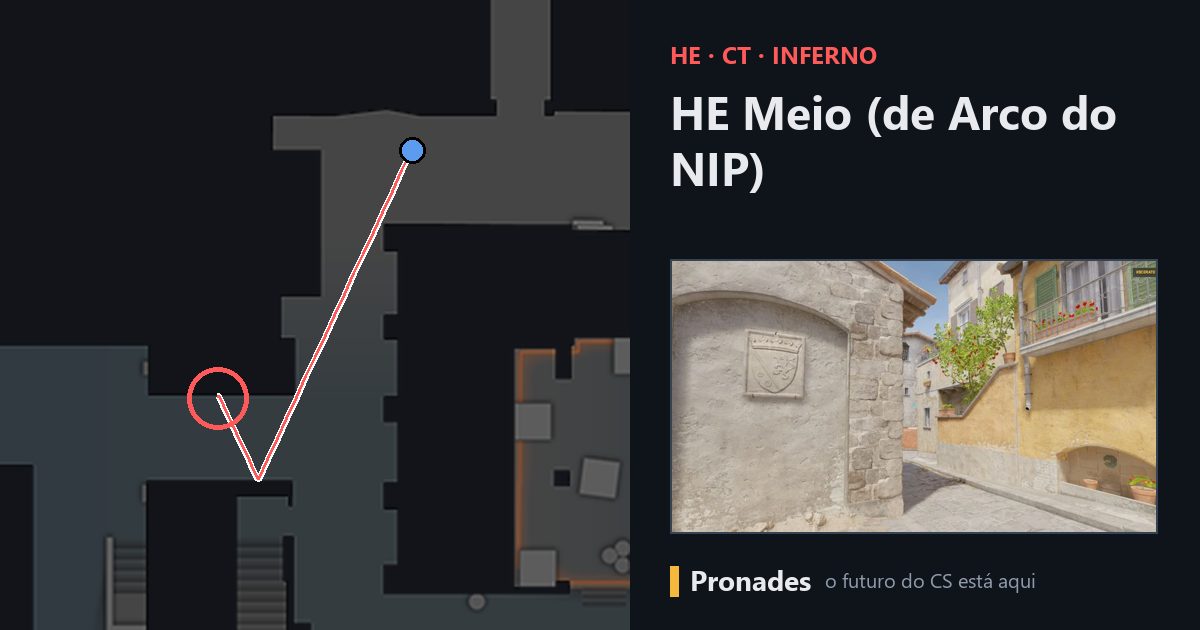 HE · CT · INFERNO
HE Meio (de Arco do
NIP)
Pronades o futuro do CS está aqui